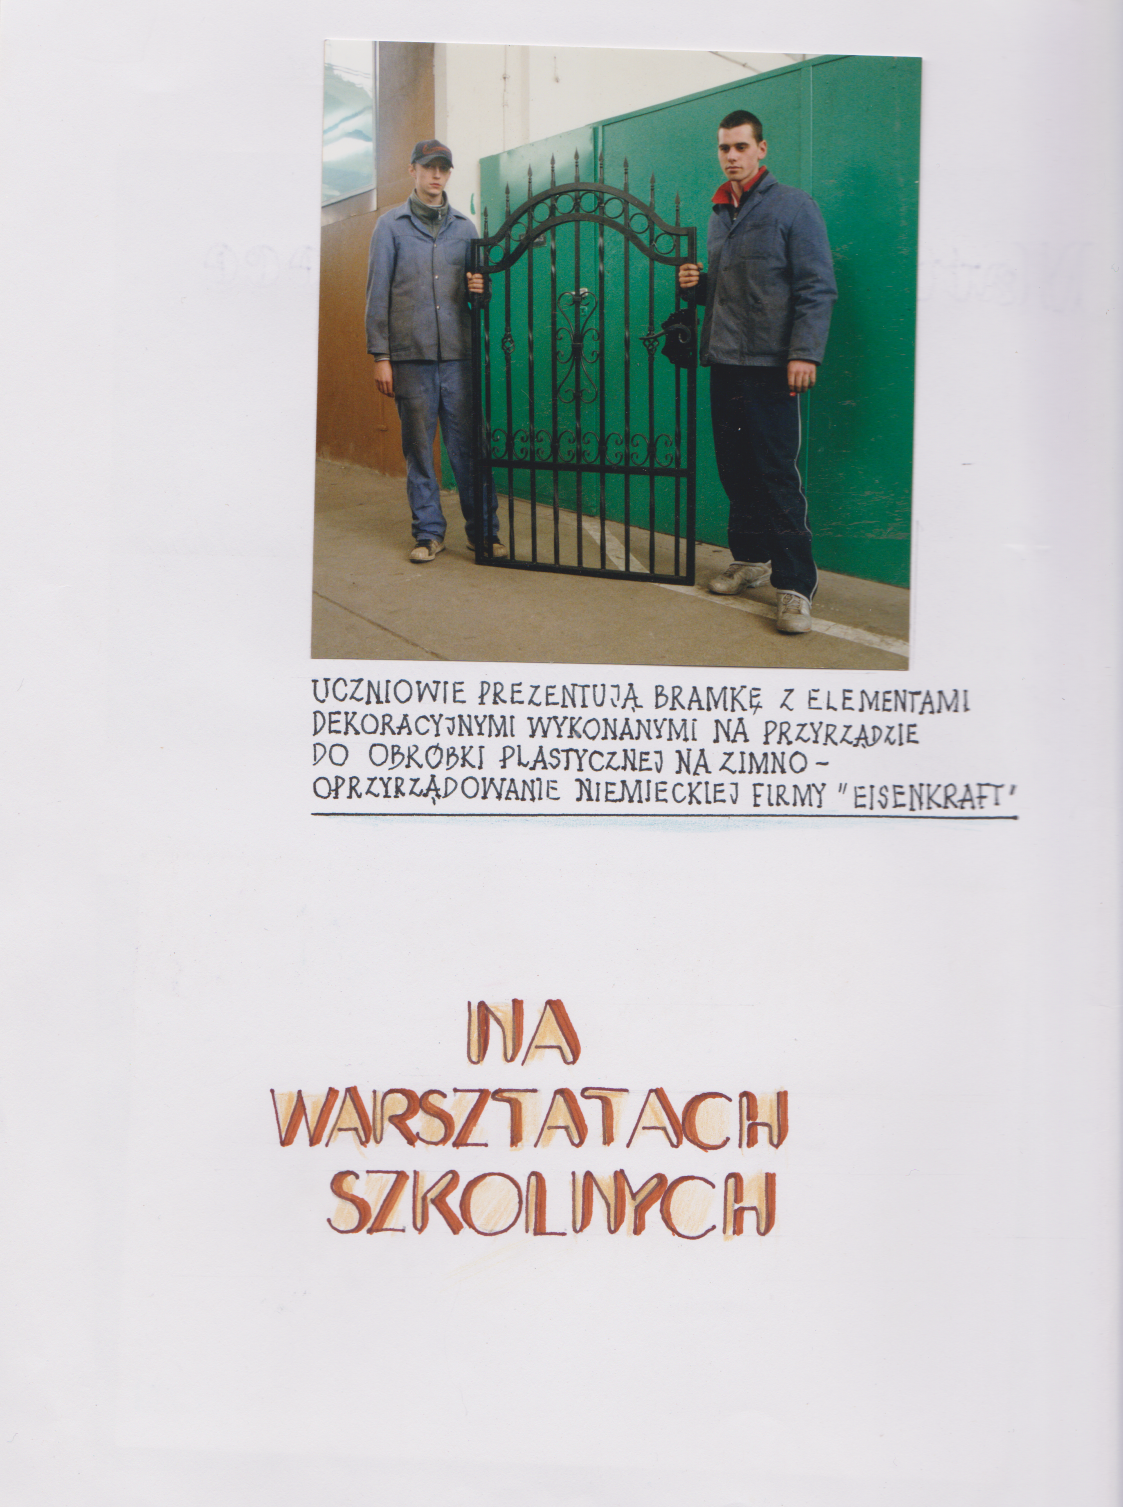 UCZNIOWIE PREZENTUJĄ BRAMKĘ Z ELEMENTAMI
DEKORACYJNYMI WYKONANYMI NA PRZYRZĄDZIE
DO OBRÓBKI PLASTYCZNEJ NA ZIMNO –
OPRZYRZĄDOWANIE NIEMIECKIEJ FIRMY "EISENKRAFT"
NA
WARSZTATACH
SZKOLNYCH